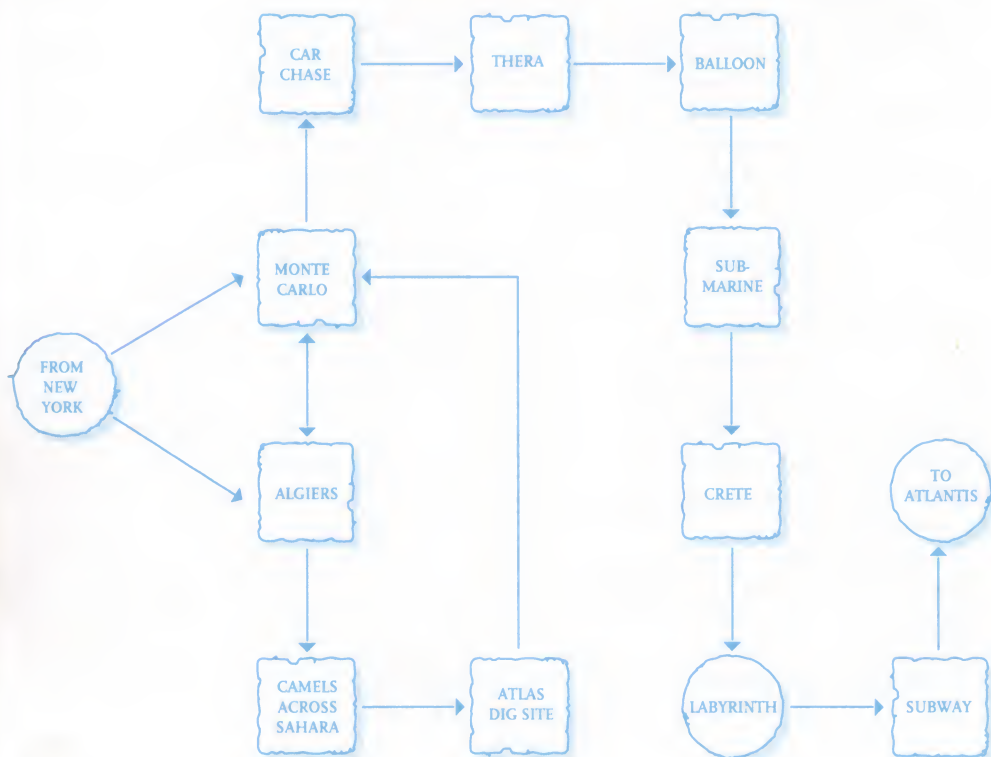 CAR
CHASE
THERA
BALLOON
MONTE
CARLO
SUB-
MARINE
FROM
NEW
YORK
ALGIERS
CRETE
TO
ATLANTIS
CAMELS
ACROSS
SAHARA
ATLAS
DIG SITE
LABYRINTH
SUBWAY